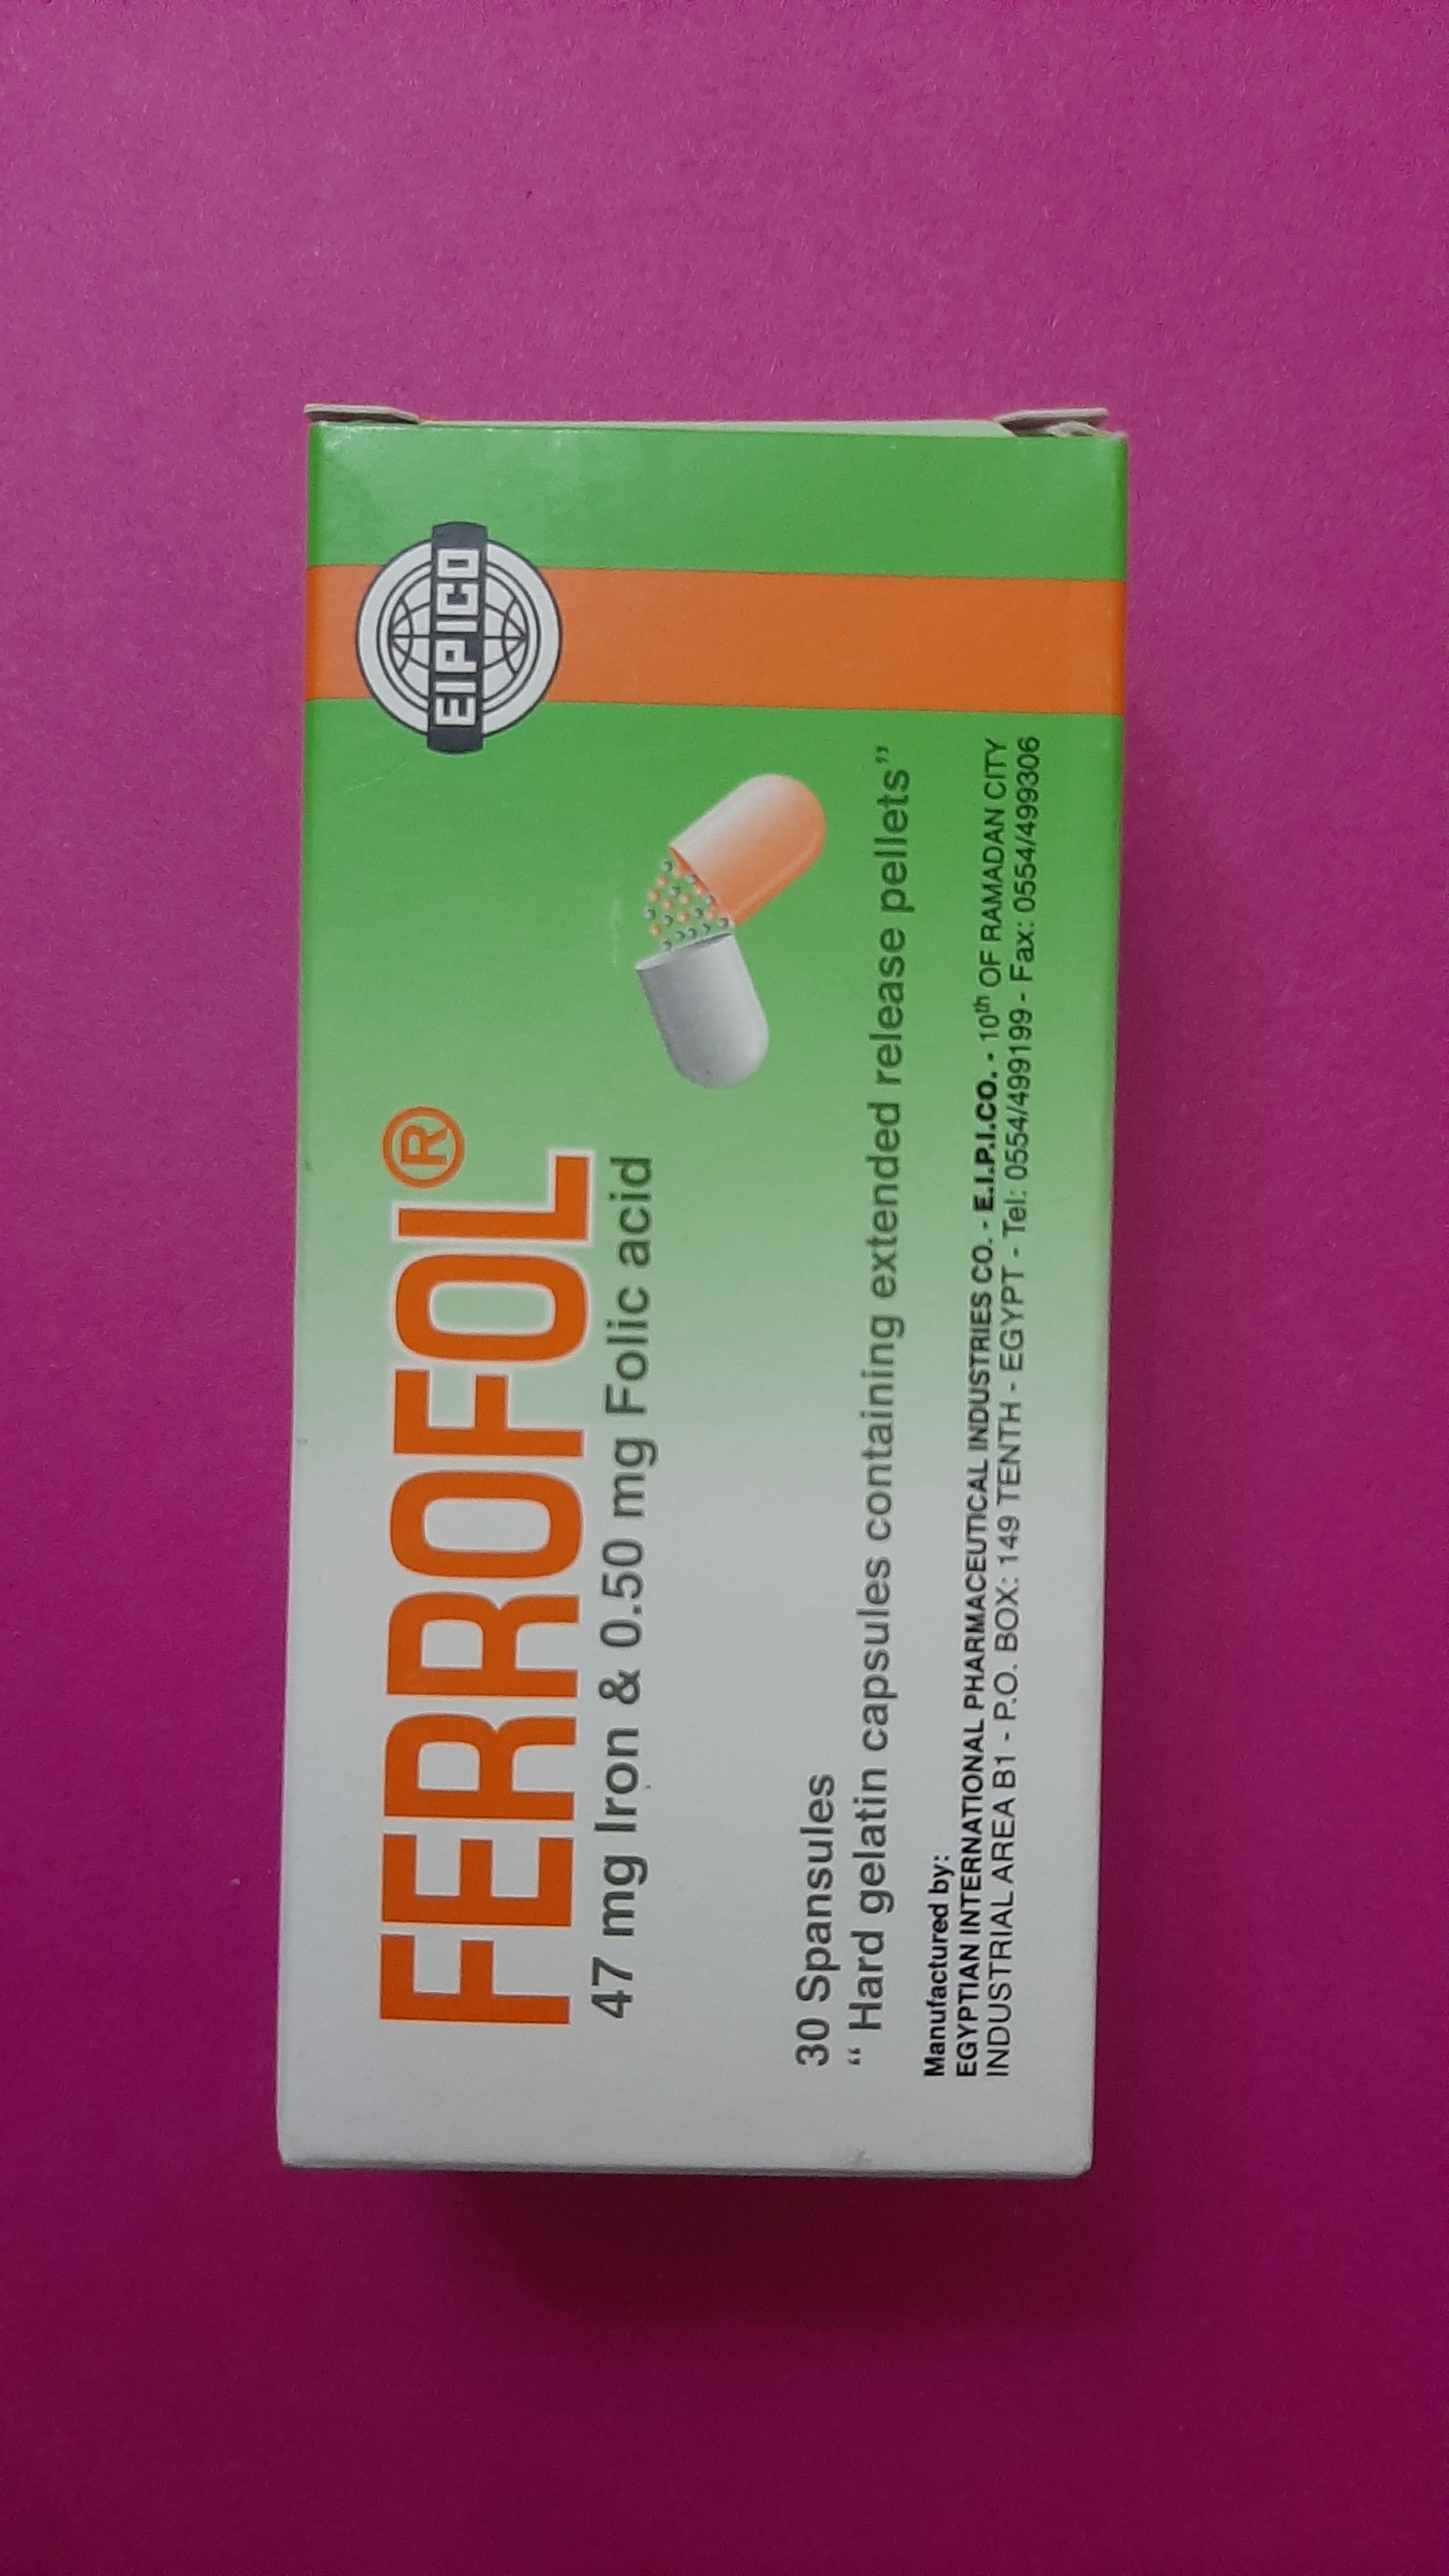 FERROFOL®
47 mg Iron & 0.50 mg Folic acid
EIPICO
30 Spansules
“ Hard gelatin capsules containing extended release pellets”
Manufactured by:
EGYPTIAN INTERNATIONAL PHARMACEUTICAL INDUSTRIES CO. - E.I.P.I.CO. - 10th OF RAMADAN CITY
INDUSTRIAL AREA B1 - P.O. BOX: 149 TENTH - EGYPT - Tel: 0554/499199 - Fax: 0554/499306